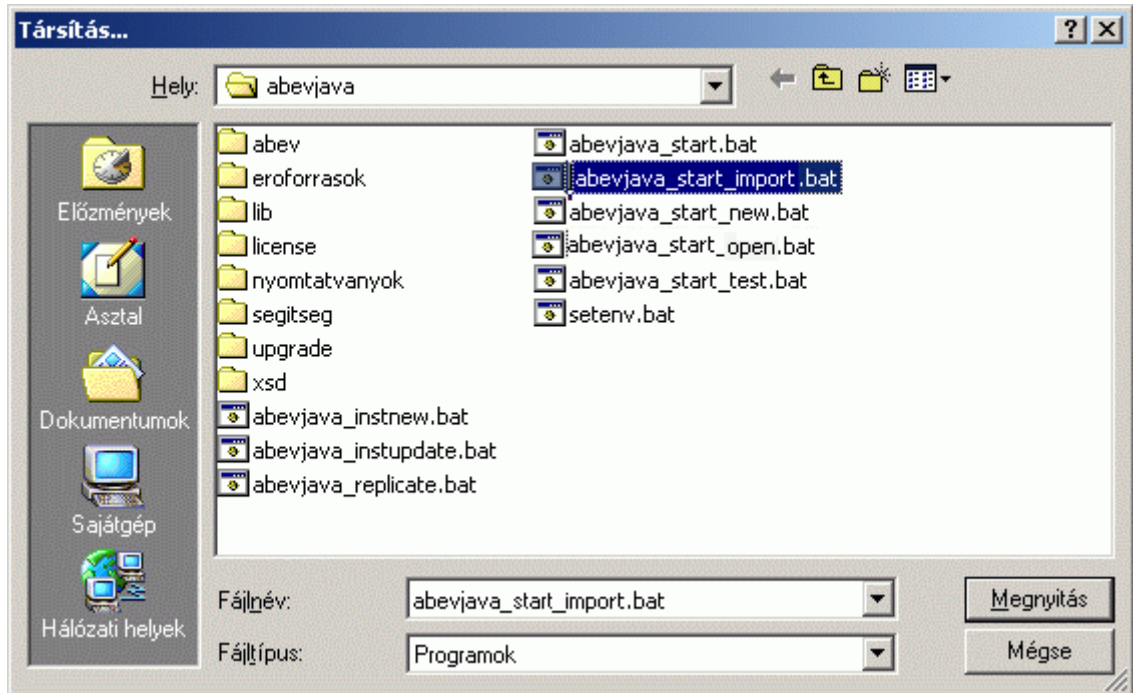 Társítás...
Hely: abevjava
Előzmények
Asztal
Dokumentumok
Sajátgép
Hálózati helyek
abev
eroforrasok
lib
license
nyomtatvanyok
segitseg
upgrade
xsd
abevjava_instnew.bat
abevjava_instupdate.bat
abevjava_replicate.bat
abevjava_start.bat
abevjava_start_import.bat
abevjava_start_new.bat
abevjava_start_open.bat
abevjava_start_test.bat
setenv.bat
Fájlnév: abevjava_start_import.bat Megnyitás
Fájltípus: Programok Mégse